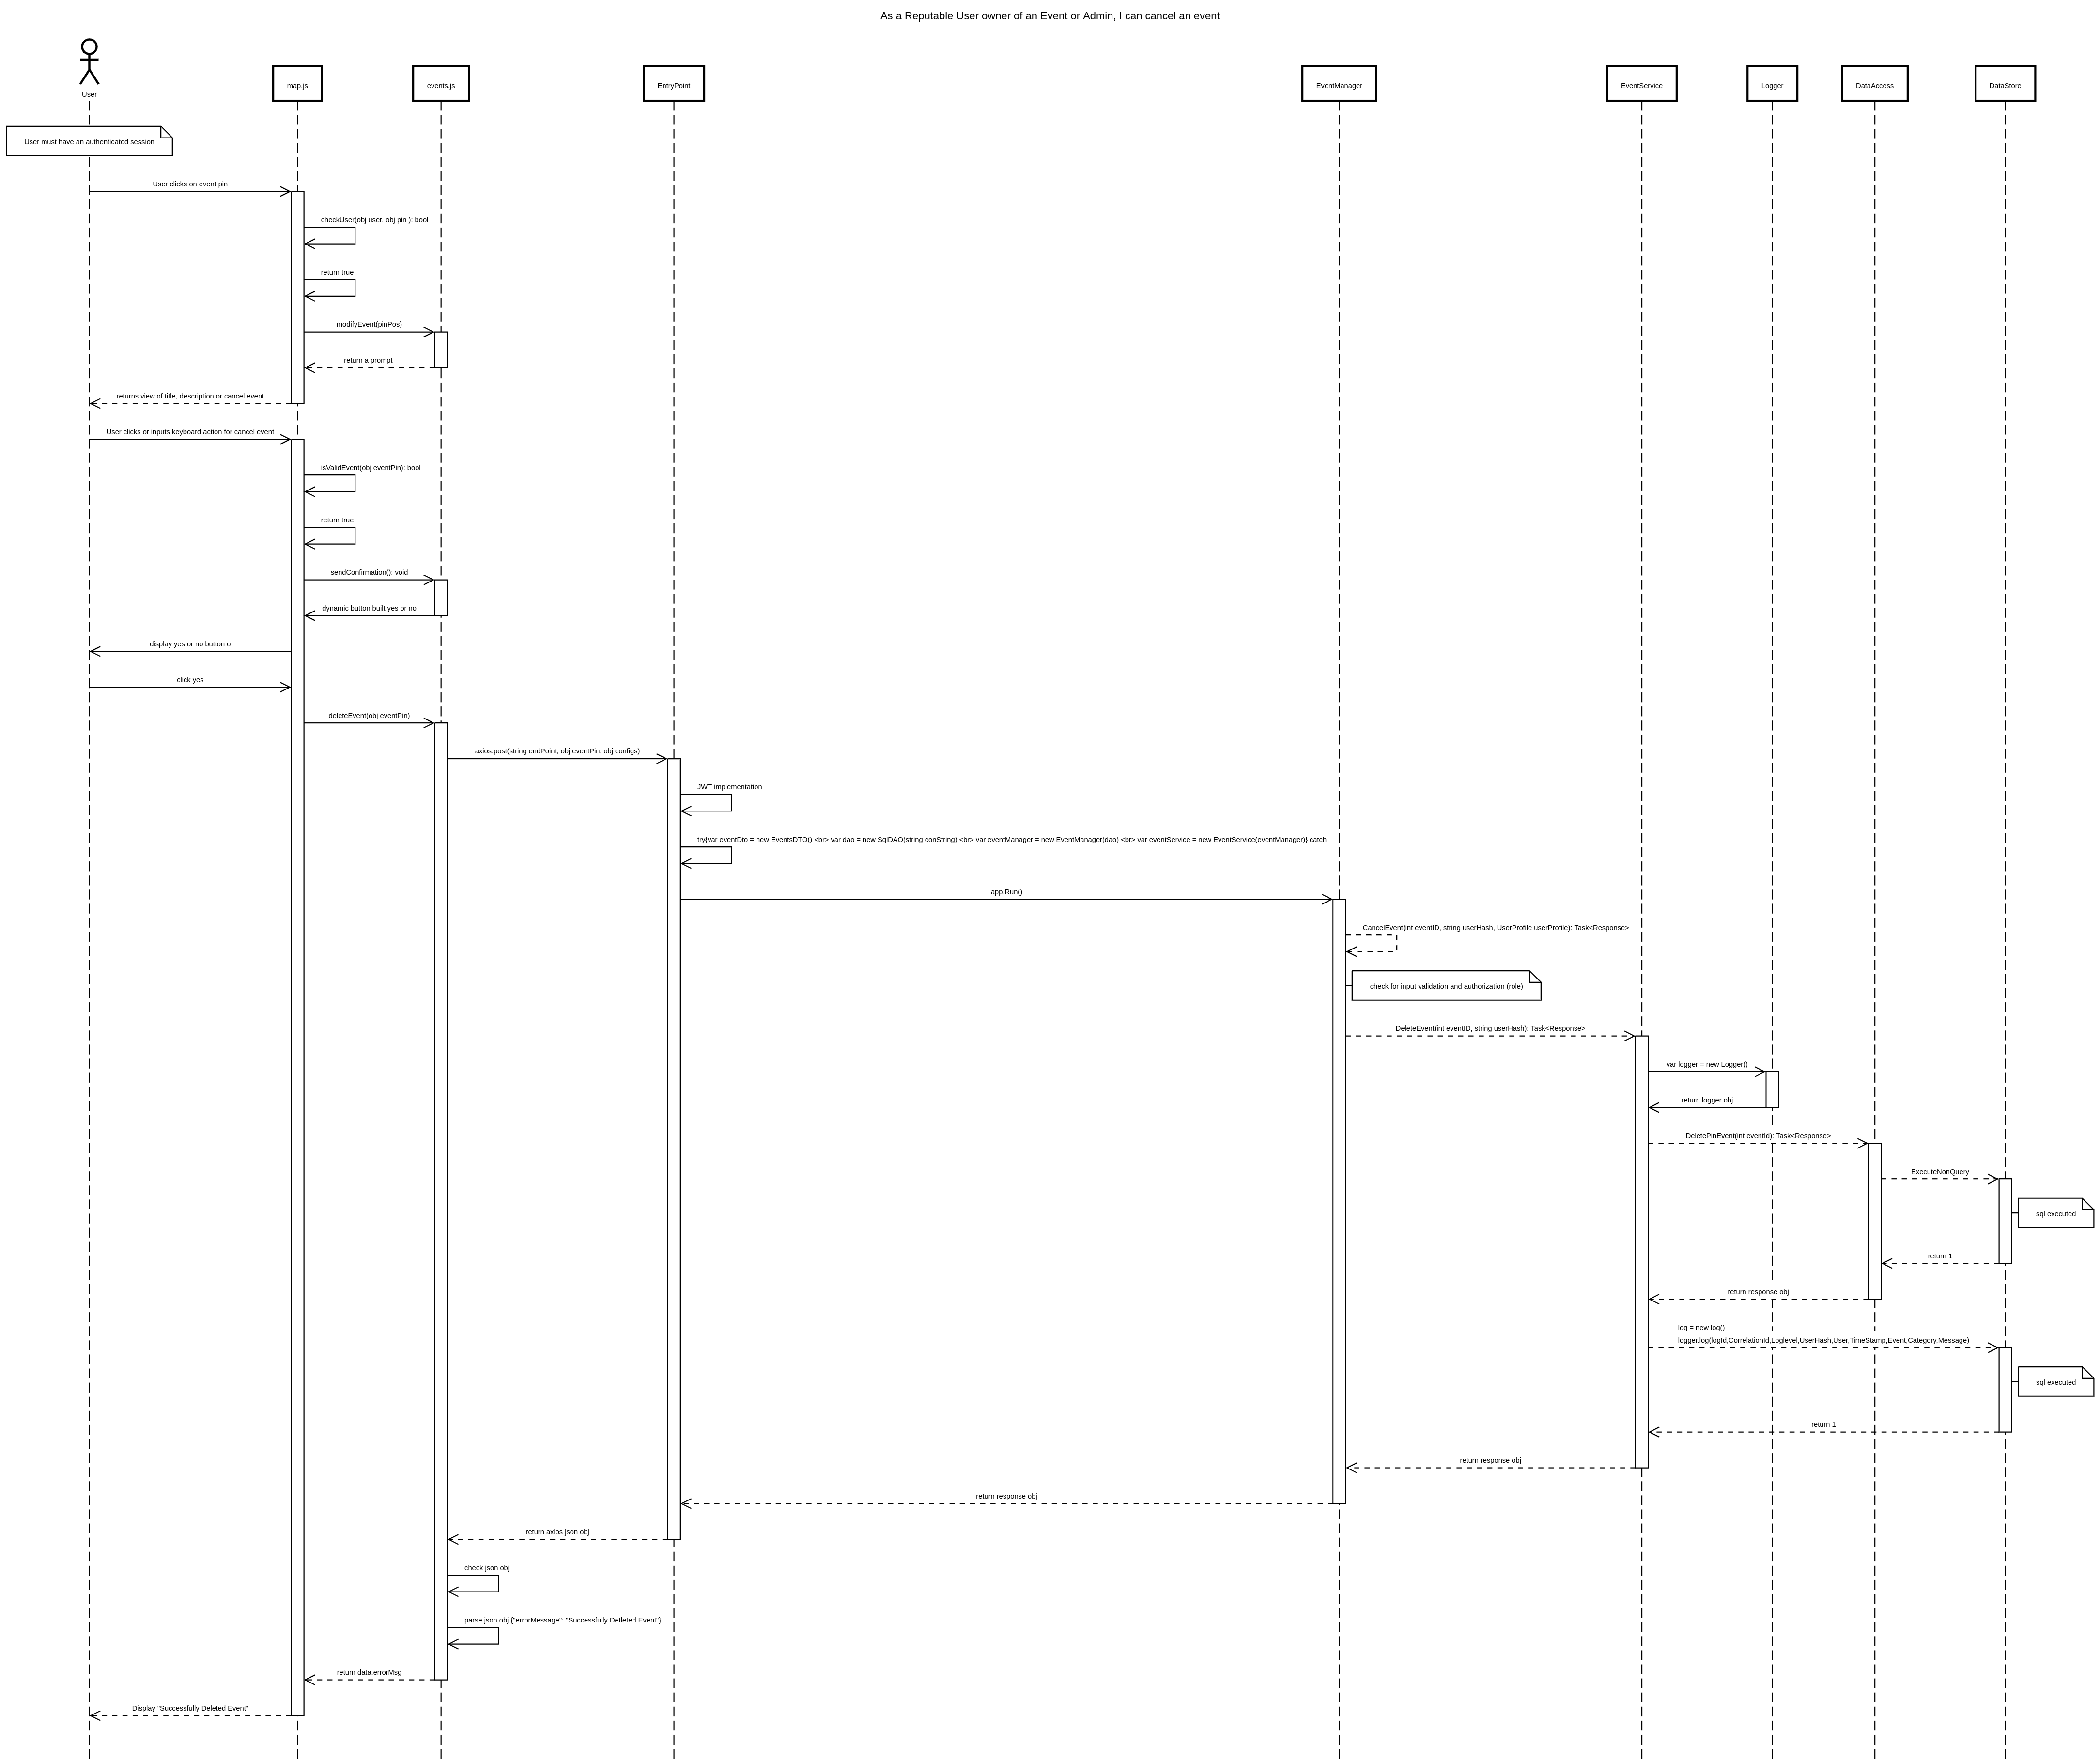 As a Reputable User owner of an Event or Admin, I can cancel an event
User
map.js
events.js
EntryPoint
EventManager
EventService
Logger
DataAccess
DataStore
User must have an authenticated session
User clicks on event pin
checkUser(obj user, obj pin ): bool
return true
modifyEvent(pinPos)
return a prompt
returns view of title, description or cancel event
User clicks or inputs keyboard action for cancel event
isValidEvent(obj eventPin): bool
return true
sendConfirmation(): void
dynamic button built yes or no
display yes or no button o
click yes
deleteEvent(obj eventPin)
axios.post(string endPoint, obj eventPin, obj configs)
JWT implementation
try{var eventDto = new EventsDTO() <br> var dao = new SqlDAO(string conString) <br> var eventManager = new EventManager(dao) <br> var eventService = new EventService(eventManager)} catch
app.Run()
CancelEvent(int eventID, string userHash, UserProfile userProfile): Task<Response>
check for input validation and authorization (role)
DeleteEvent(int eventID, string userHash): Task<Response>
var logger = new Logger()
return logger obj
DeletePinEvent(int eventId): Task<Response>
ExecuteNonQuery
sql executed
return 1
return response obj
log = new log()
logger.log(logId,CorrelationId,Loglevel,UserHash,User,TimeStamp,Event,Category,Message)
sql executed
return 1
return response obj
return response obj
return axios json obj
check json obj
parse json obj {"errorMessage": "Successfully Detleted Event"}
return data.errorMsg
Display "Successfully Deleted Event"